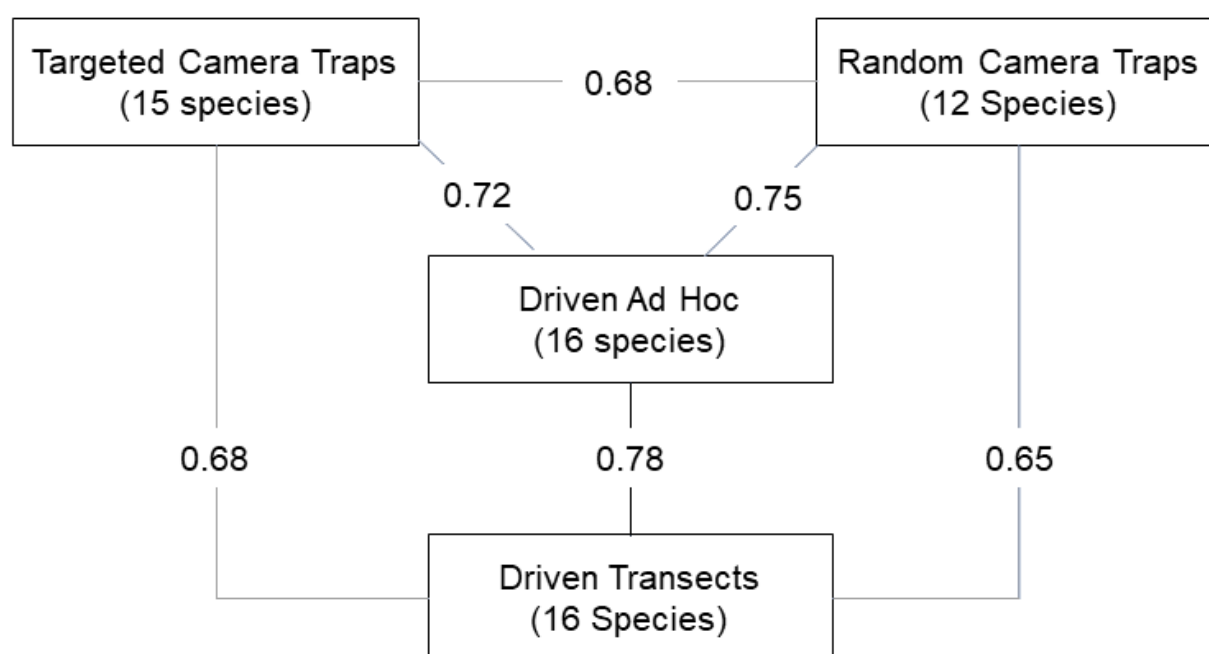 Targeted Camera Traps
(15 species)
0.68
Random Camera Traps
(12 Species)
0.72
0.75
Driven Ad Hoc
(16 species)
0.68
0.78
0.65
Driven Transects
(16 Species)